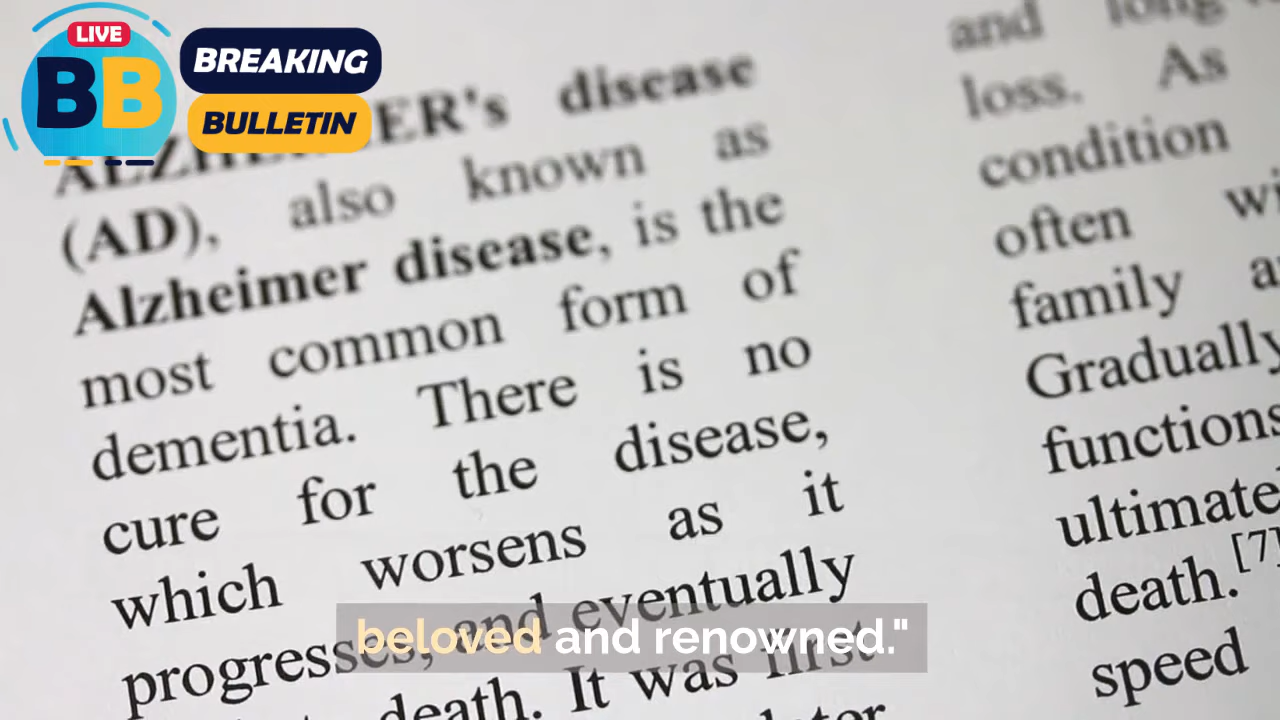 LIVE
BB
BREAKING
BULLETIN
ER's disease
(AD), also known as
Alzheimer disease, is the
most common form of
dementia. There is no
cure for the disease,
which worsens as it
progresses, and eventually
death. It was first
and long
loss. As
condition
often
family
Gradually
functions
ultimate
death.[7]
speed
beloved and renowned."